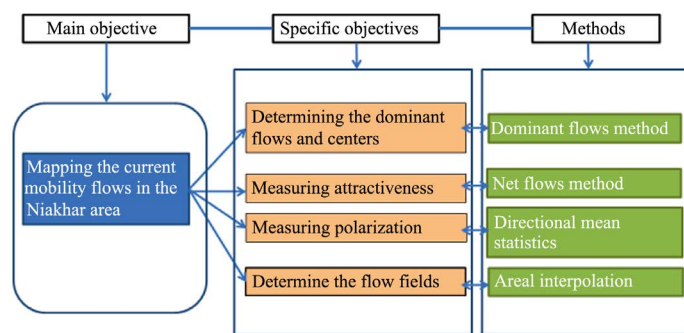 Main objective
Specific objectives
Methods
Mapping the current
mobility flows in the
Niakhar area
Determining the dominant
flows and centers
Measuring attractiveness
Measuring polarization
Determine the flow fields
Dominant flows method
Net flows method
Directional mean
statistics
Areal interpolation